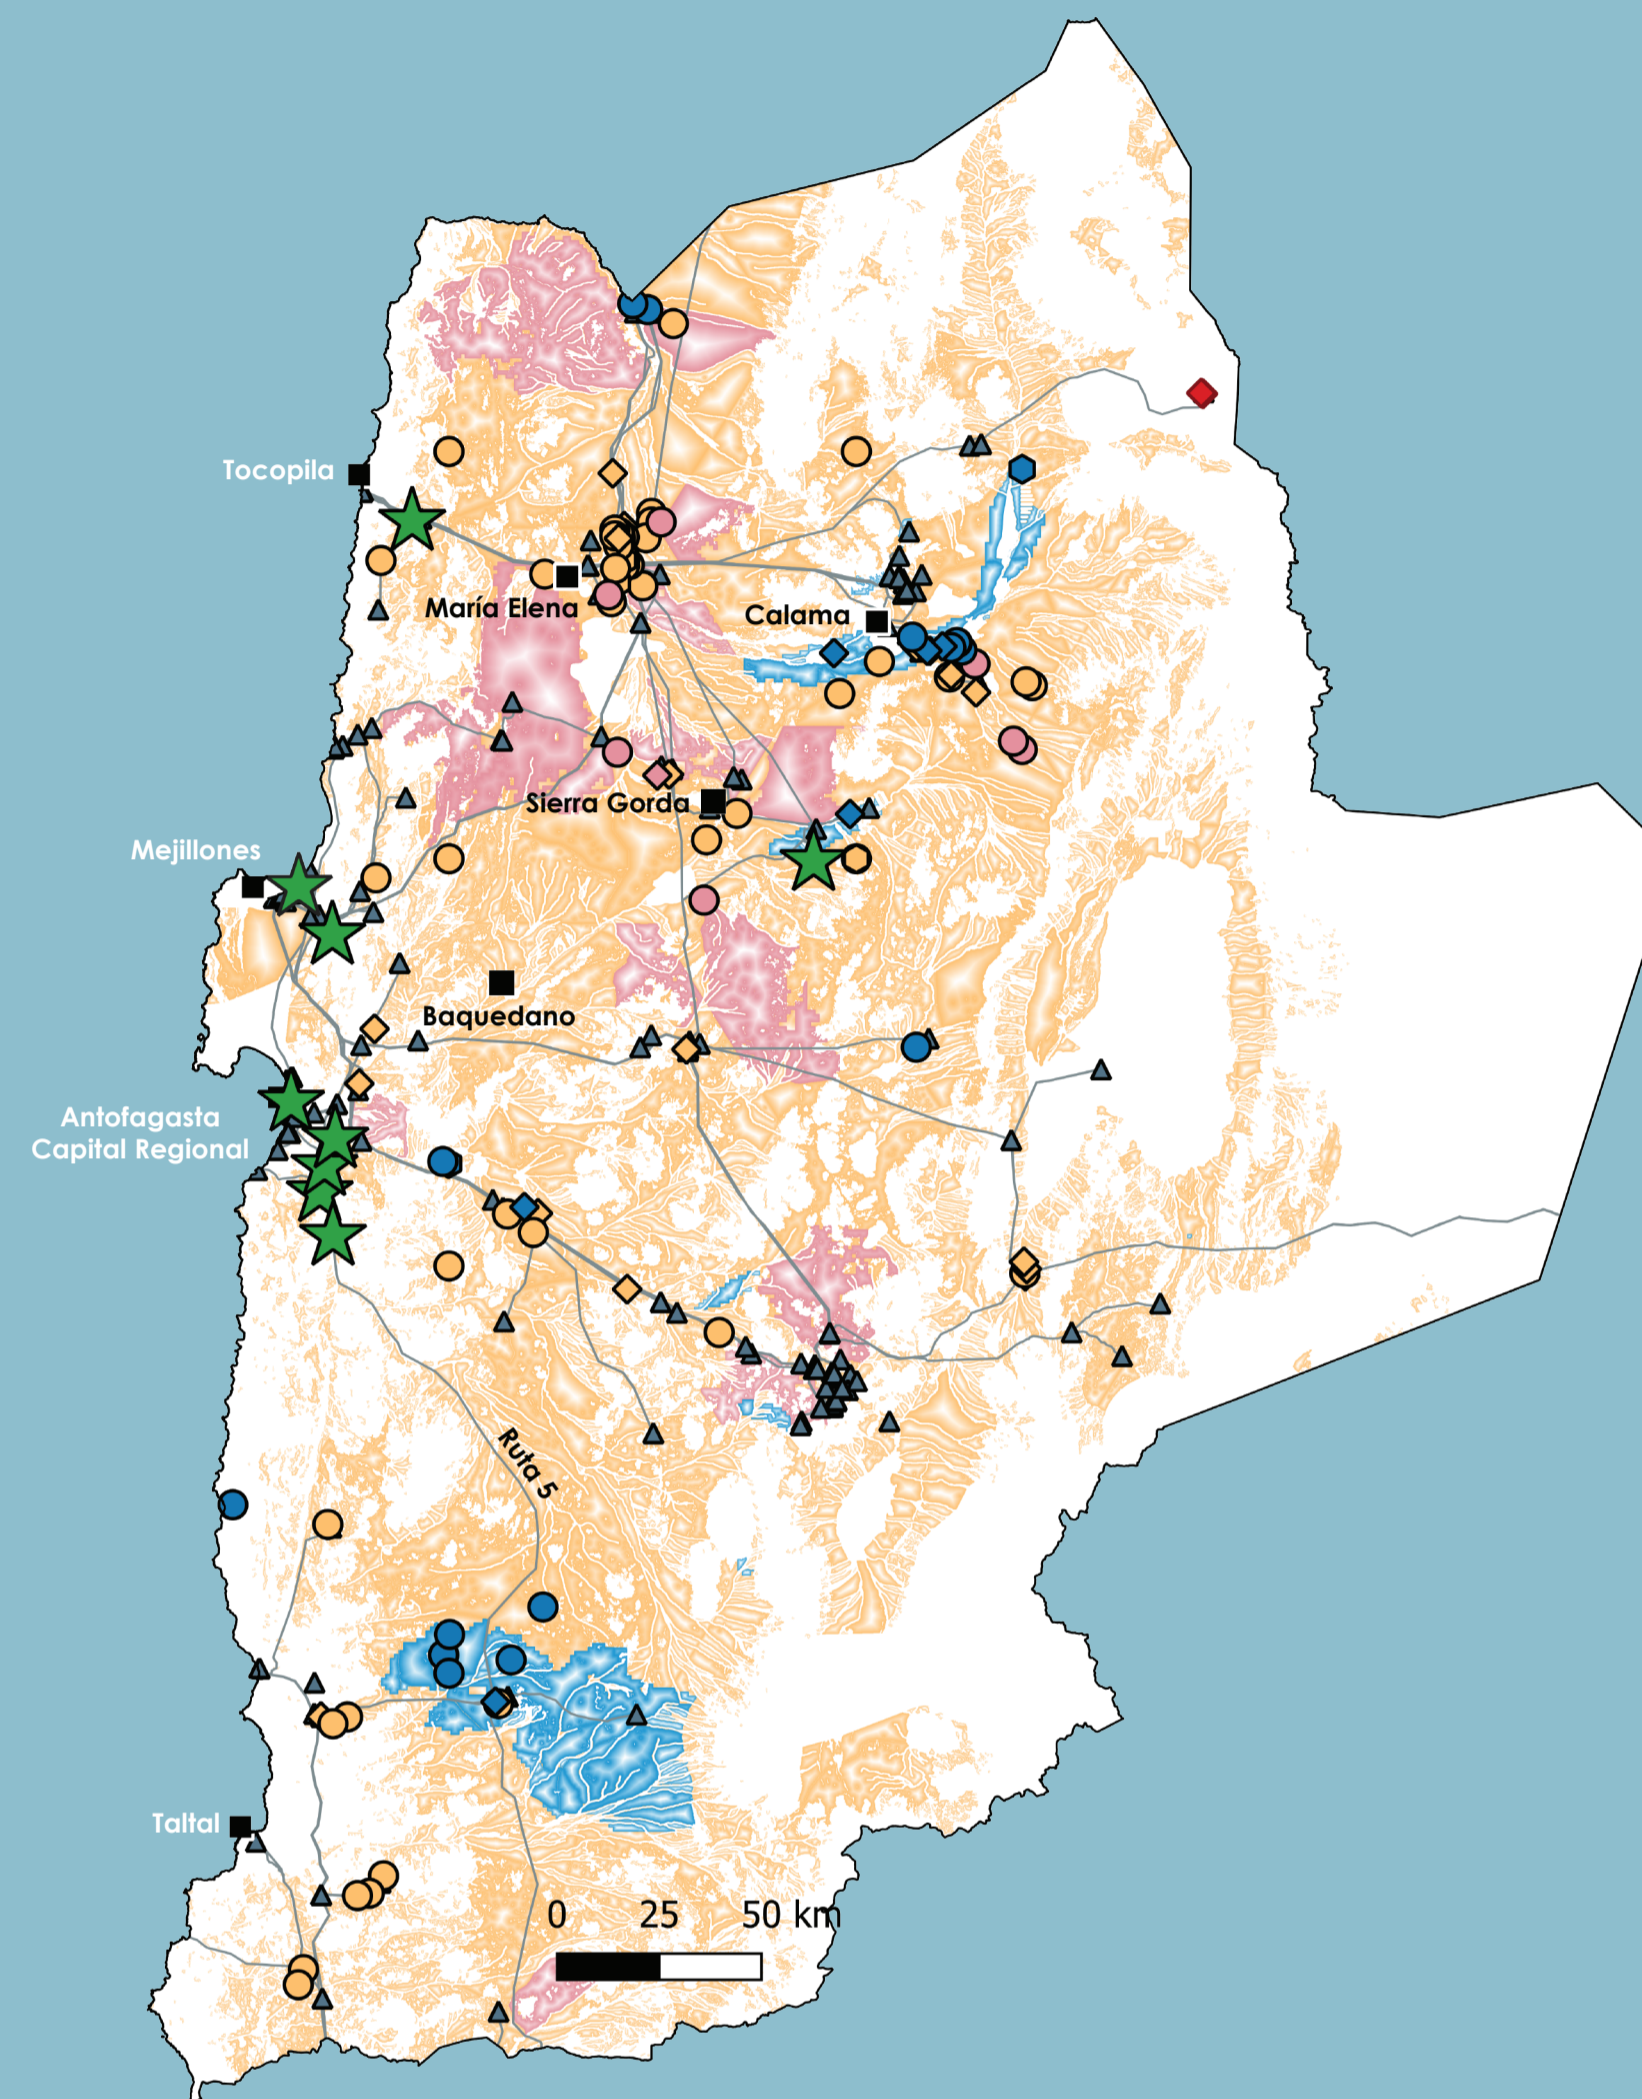 Tocopila
María Elena
Calama
Sierra Gorda
Mejillones
Baquedano
Antofagasta
Capital Regional
Ruta 5
Taltal
0 25 50 km